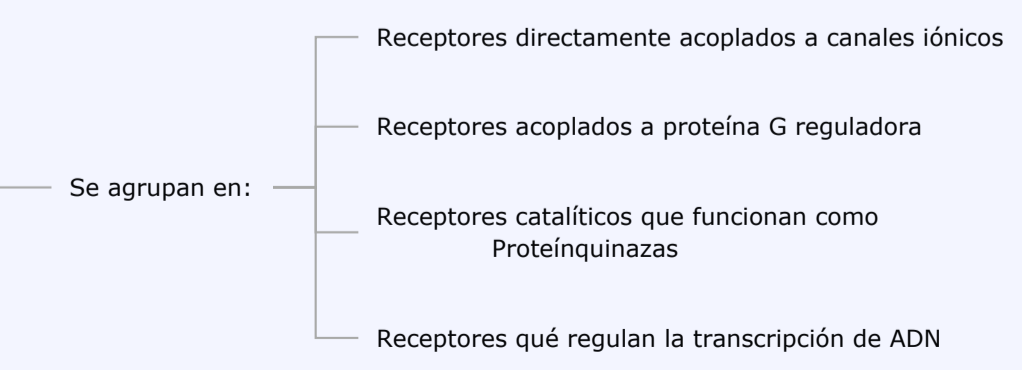 Se agrupan en:
Receptores directamente acoplados a canales iónicos
Receptores acoplados a proteína G reguladora
Receptores catalíticos que funcionan como
Proteínquinazas
Receptores qué regulan la transcripción de ADN